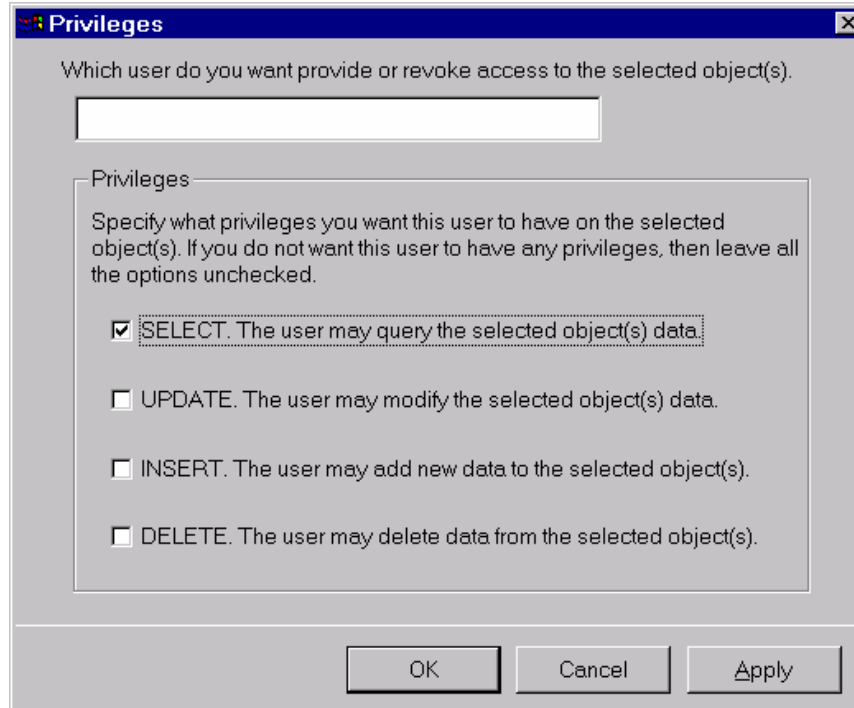 Privileges
Which user do you want provide or revoke access to the selected object(s).
Privileges
Specify what privileges you want this user to have on the selected
object(s). If you do not want this user to have any privileges, then leave all
the options unchecked.
SELECT. The user may query the selected object(s) data.
UPDATE. The user may modify the selected object(s) data.
INSERT. The user may add new data to the selected object(s).
DELETE. The user may delete data from the selected object(s).
OK Cancel Apply